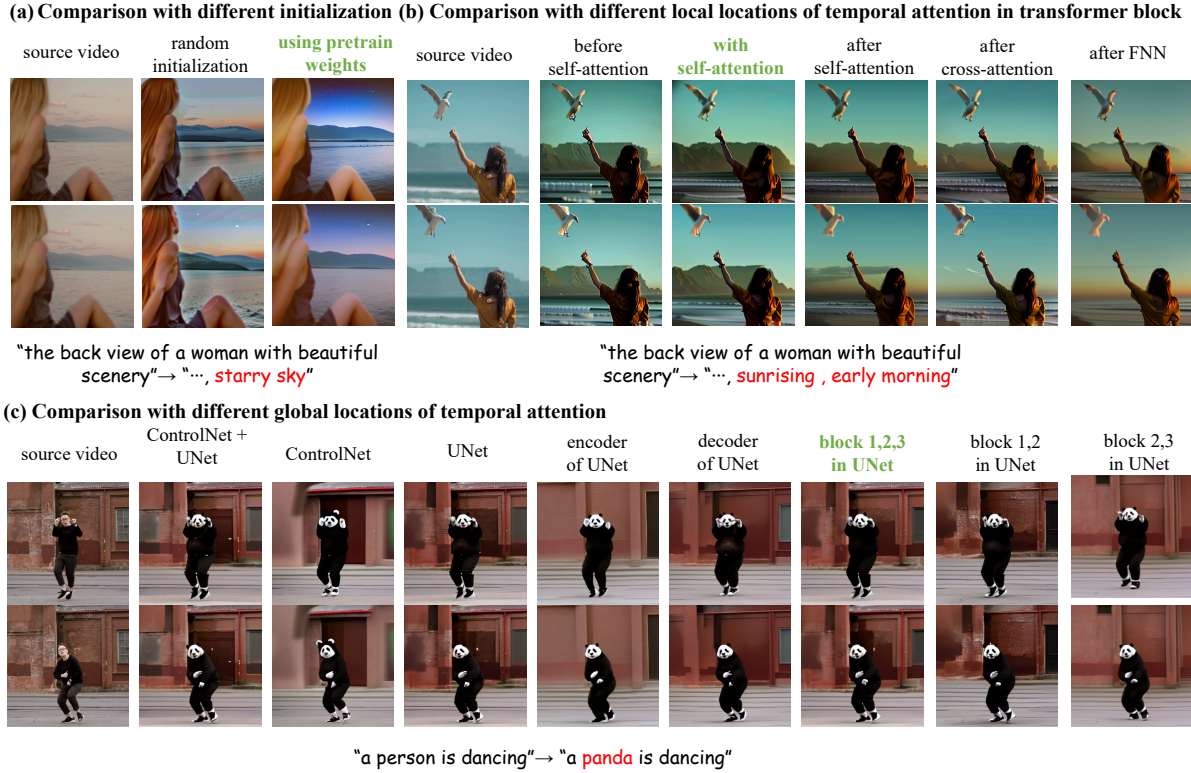 (a) Comparison with different initialization
source video
random
initialization
using pretrain
weights
"the back view of a woman with beautiful
scenery"→ "···, starry sky"
(b) Comparison with different local locations of temporal attention in transformer block
source video
before
self-attention
with
self-attention
after
self-attention
after
cross-attention
after FNN
"the back view of a woman with beautiful
scenery"→ "···, sunrising , early morning"
(c) Comparison with different global locations of temporal attention
source video
ControlNet +
UNet
ControlNet
UNet
encoder
of UNet
decoder
of UNet
block 1,2,3
in UNet
block 1,2
in UNet
block 2,3
in UNet
"a person is dancing"→ "a panda is dancing"